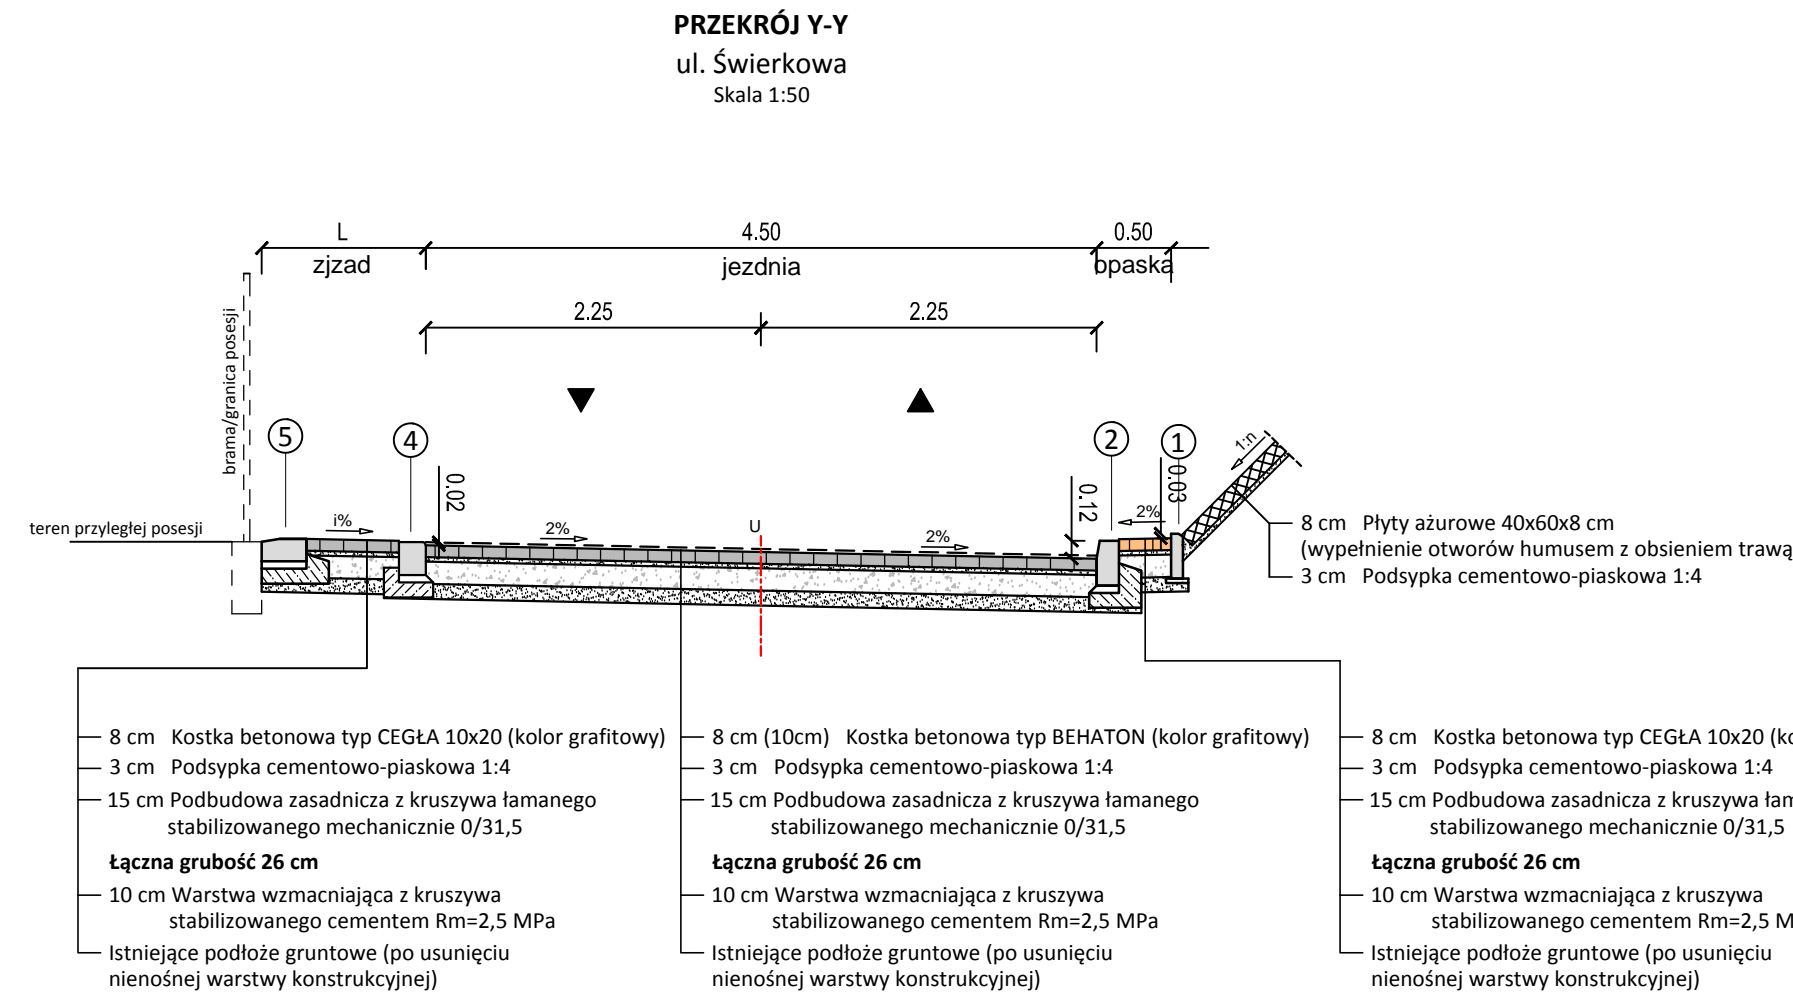 PRZEKRÓJ Y-Y
ul. Świerkowa
Skala 1:50
L
4.50
0.50
zjzad
jezdnia
opaska
2.25
2.25
brama/granica posesji
5
4
2
1
1:n
0.02
0.12
0.03
teren przyległej posesji
i%
2%
U
2%
2%
8 cm Płyty ażurowe 40x60x8 cm
(wypełnienie otworów humusem z obsieniem trawą
3 cm Podsypka cementowo-piaskowa 1:4
8 cm Kostka betonowa typ CEGŁA 10x20 (kolor grafitowy)
3 cm Podsypka cementowo-piaskowa 1:4
15 cm Podbudowa zasadnicza z kruszywa łamanego
stabilizowanego mechanicznie 0/31,5
Łączna grubość 26 cm
10 cm Warstwa wzmacniająca z kruszywa
stabilizowanego cementem Rm=2,5 MPa
Istniejące podłoże gruntowe (po usunięciu
nienośnej warstwy konstrukcyjnej)
8 cm (10cm) Kostka betonowa typ BEHATON (kolor grafitowy)
3 cm Podsypka cementowo-piaskowa 1:4
15 cm Podbudowa zasadnicza z kruszywa łamanego
stabilizowanego mechanicznie 0/31,5
Łączna grubość 26 cm
10 cm Warstwa wzmacniająca z kruszywa
stabilizowanego cementem Rm=2,5 MPa
Istniejące podłoże gruntowe (po usunięciu
nienośnej warstwy konstrukcyjnej)
8 cm Kostka betonowa typ CEGŁA 10x20
3 cm Podsypka cementowo-piaskowa 1:4
15 cm Podbudowa zasadnicza z kruszywa
stabilizowanego mechanicznie 0/31,5
Łączna grubość 26 cm
10 cm Warstwa wzmacniająca z kruszywa
stabilizowanego cementem Rm=2,5
Istniejące podłoże gruntowe (po usunięciu
nienośnej warstwy konstrukcyjnej)